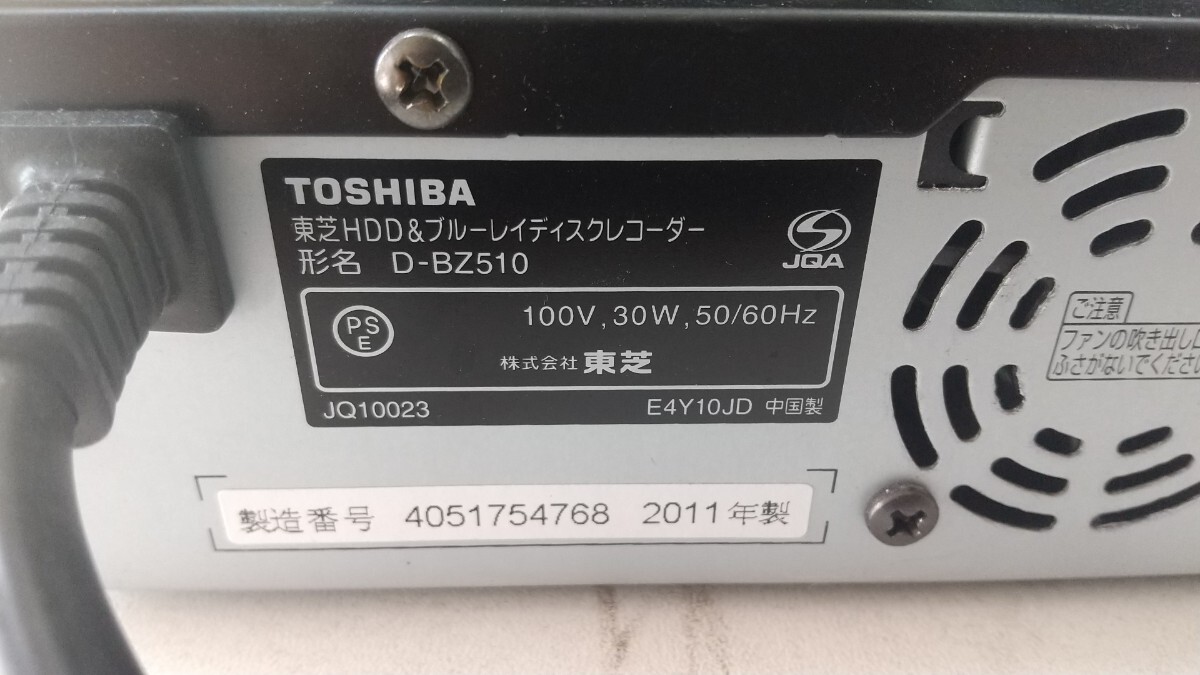 TOSHIBA
東芝HDD&ブルーレイディスクレコーダー
形名 D-BZ510
JQA
PS
E
100V,30W,50/60Hz
株式会社 東芝
JQ10023
E4Y10JD 中国製
製造番号 4051754768 2011年製
ご注意
ファンの吹き出し口
ふさがないでくださ